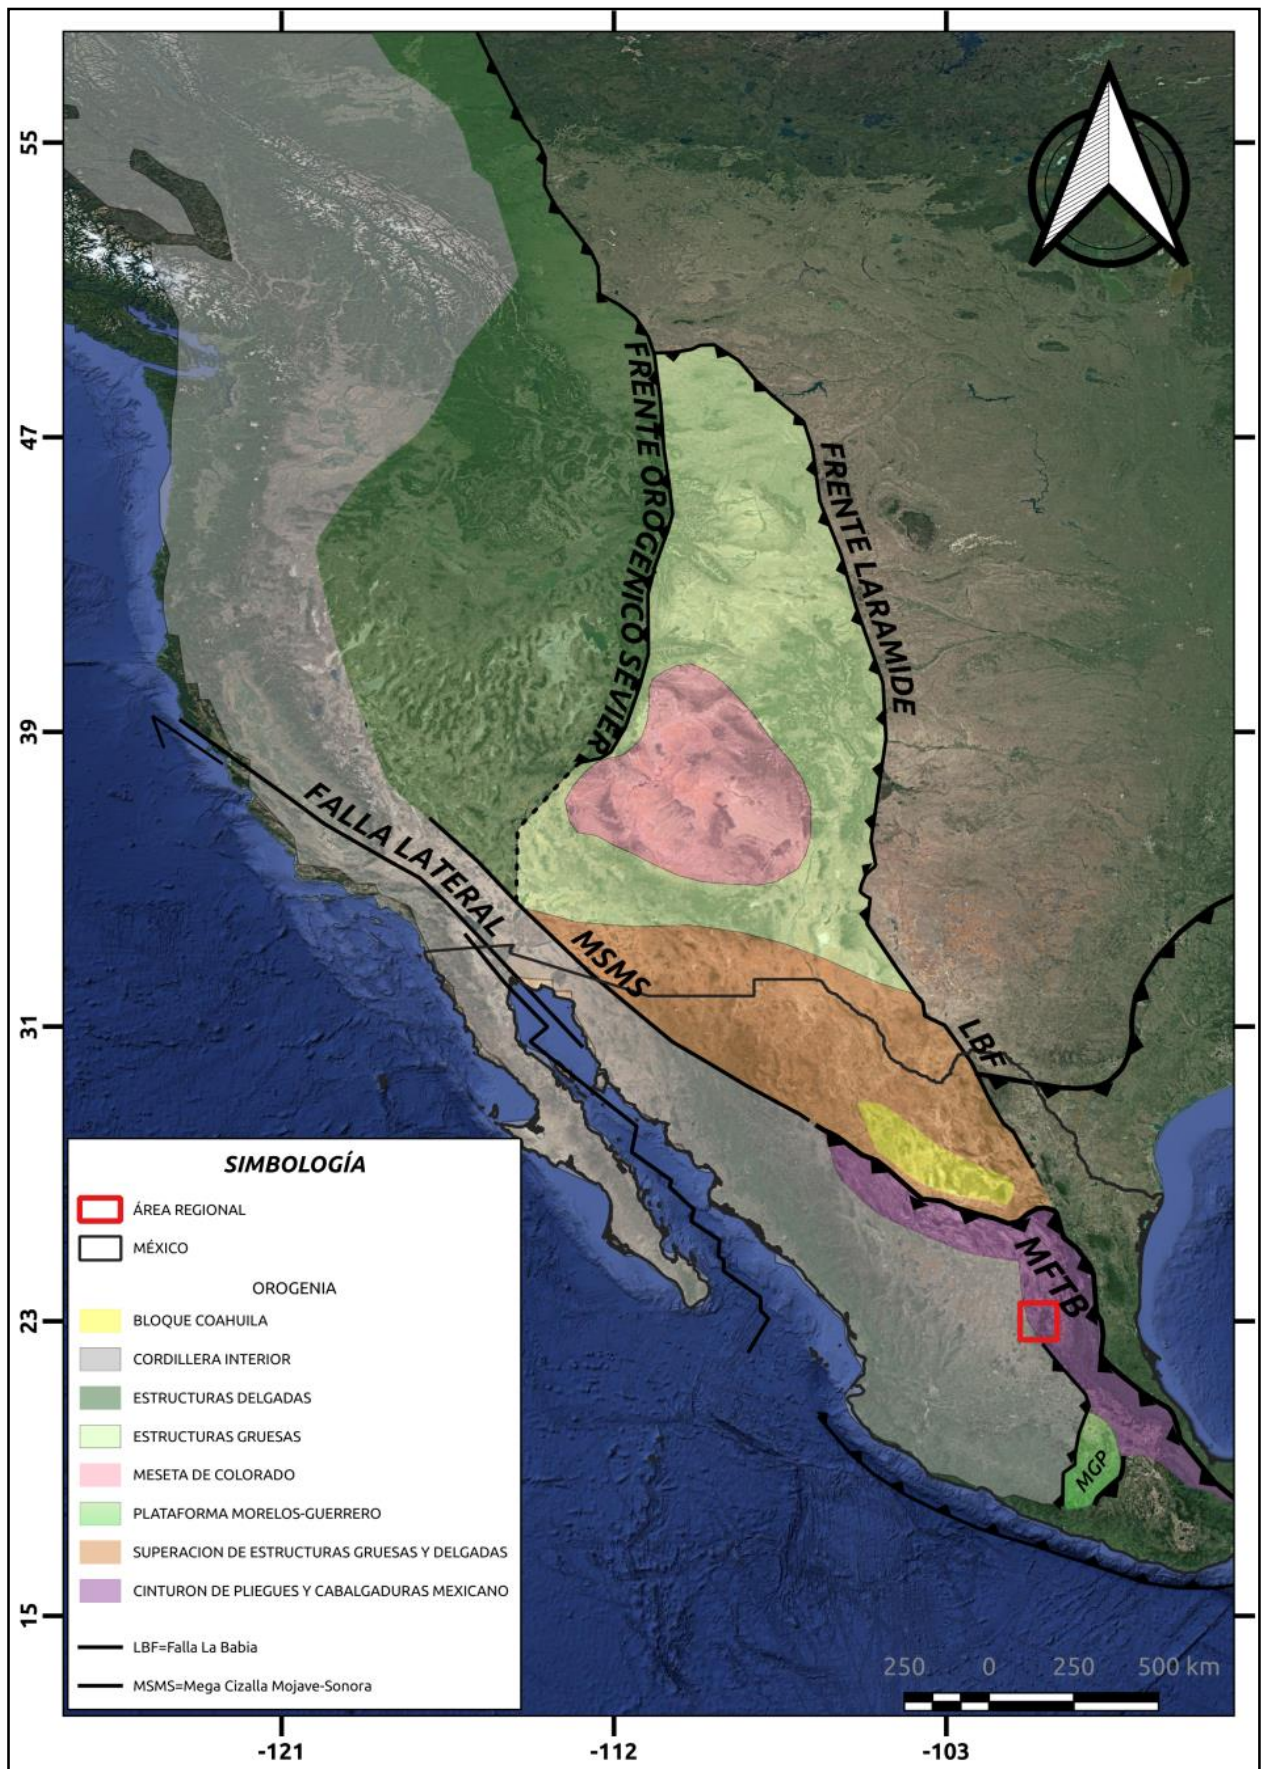 55
47
39
31
23
15
FRENTE OROGENICO SEVIER
FRENTE LARAMIDE
FALLA LATERAL
MSMS
LBF
MFTB
MGP
SIMBOLOGÍA
ÁREA REGIONAL
MÉXICO
OROGENIA
BLOQUE COAHUILA
CORDILLERA INTERIOR
ESTRUCTURAS DELGADAS
ESTRUCTURAS GRUESAS
MESETA DE COLORADO
PLATAFORMA MORELOS-GUERRERO
SUPERACION DE ESTRUCTURAS GRUESAS Y DELGADAS
CINTURON DE PLIEGUES Y CABALGADURAS MEXICANO
LBF=Falla La Babia
MSMS=Mega Cizalla Mojave-Sonora
250 0 250 500 km
-121 -112 -103